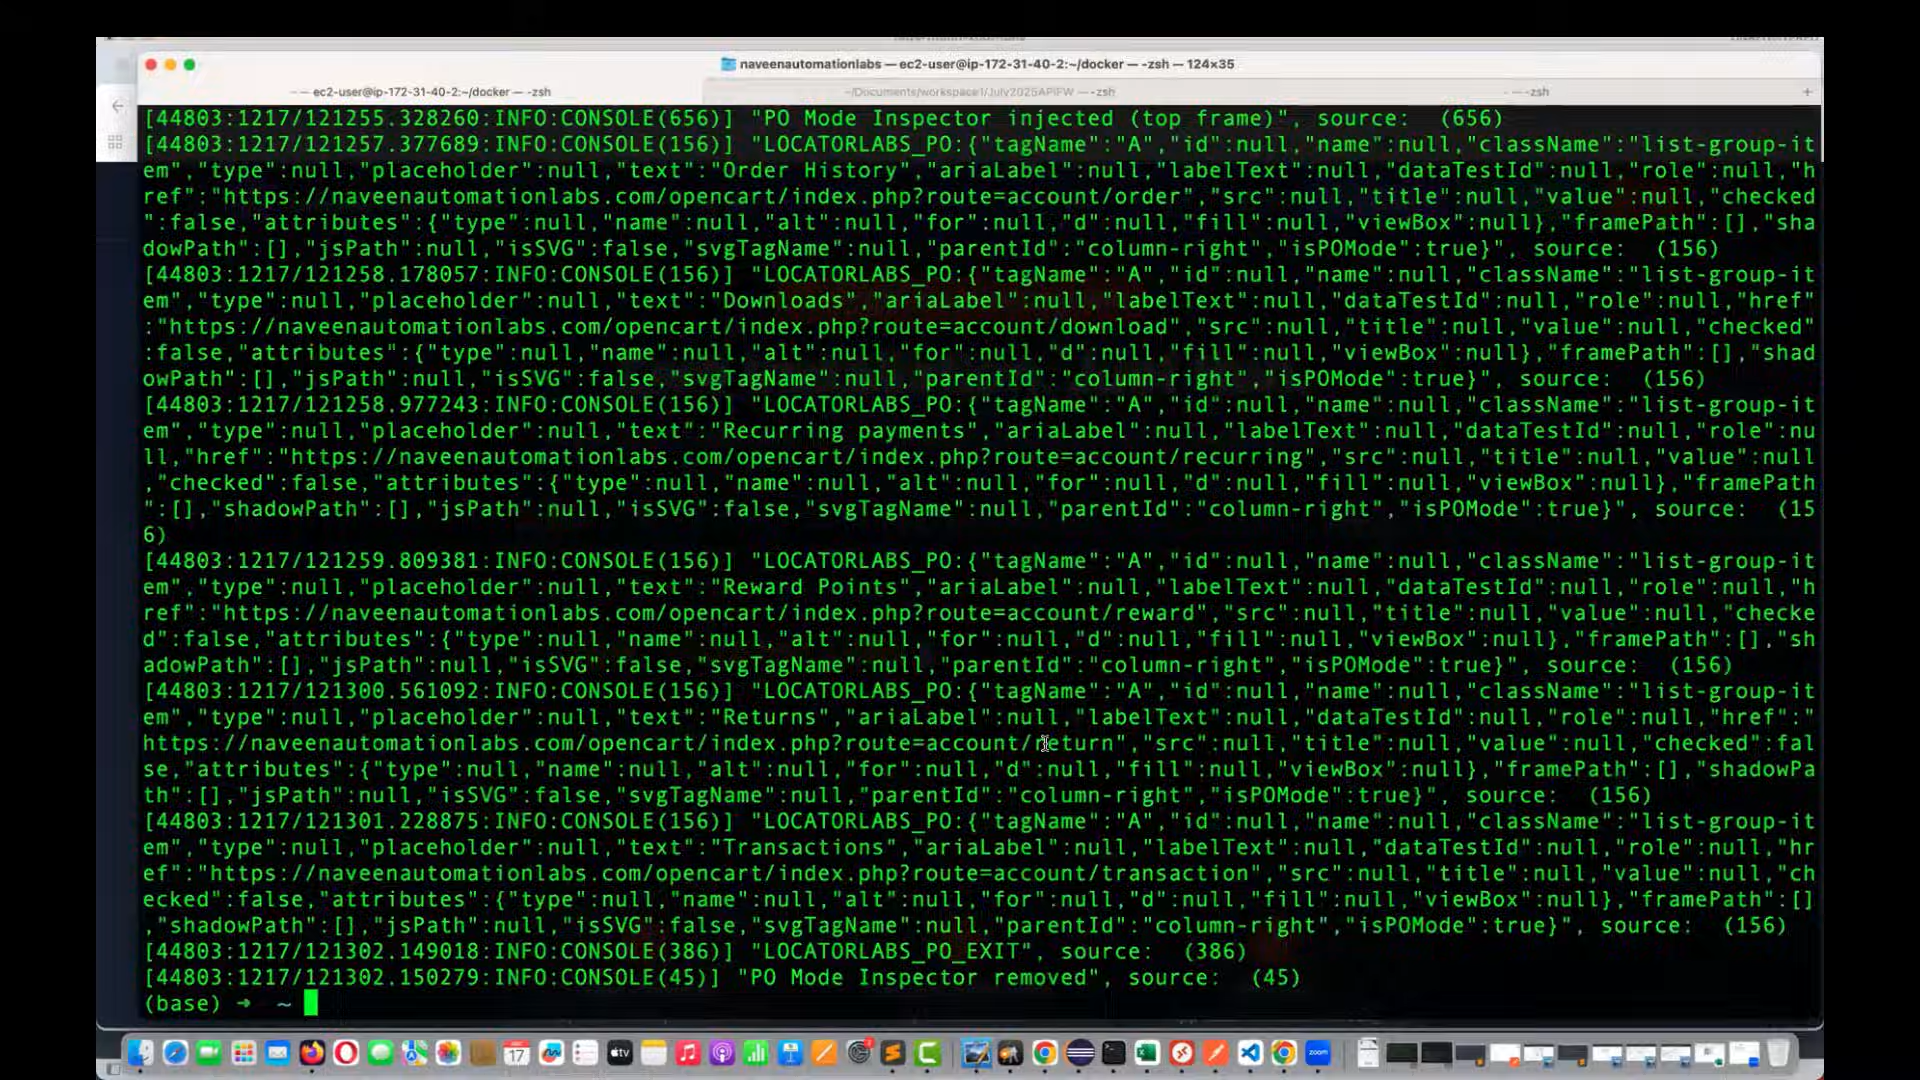 naveenautomationlabs — ec2-user@ip-172-31-40-2:~/docker — -zsh — 124×35
ec2-user@ip-172-31-40-2:~/docker — -zsh
~/Documents/workspace1/July2025APIFW — -zsh
-zsh
[44803:1217/121255.328260:INFO:CONSOLE(656)] "PO Mode Inspector injected (top frame)", source:  (656)
[44803:1217/121257.377689:INFO:CONSOLE(156)] "LOCATORLABS_PO:{"tagName":"A","id":null,"name":null,"className":"list-group-it
em","type":null,"placeholder":null,"text":"Order History","ariaLabel":null,"labelText":null,"dataTestId":null,"role":null,"h
ref":"https://naveenautomationlabs.com/opencart/index.php?route=account/order","src":null,"title":null,"value":null,"checked
":false,"attributes":{"type":null,"name":null,"alt":null,"for":null,"d":null,"fill":null,"viewBox":null},"framePath":[],"sha
dowPath":[],"jsPath":null,"isSVG":false,"svgTagName":null,"parentId":"column-right","isPOMode":true}", source:  (156)
[44803:1217/121258.178057:INFO:CONSOLE(156)] "LOCATORLABS_PO:{"tagName":"A","id":null,"name":null,"className":"list-group-it
em","type":null,"placeholder":null,"text":"Downloads","ariaLabel":null,"labelText":null,"dataTestId":null,"role":null,"href"
:"https://naveenautomationlabs.com/opencart/index.php?route=account/download","src":null,"title":null,"value":null,"checked"
:false,"attributes":{"type":null,"name":null,"alt":null,"for":null,"d":null,"fill":null,"viewBox":null},"framePath":[],"shad
owPath":[],"jsPath":null,"isSVG":false,"svgTagName":null,"parentId":"column-right","isPOMode":true}", source:  (156)
[44803:1217/121258.977243:INFO:CONSOLE(156)] "LOCATORLABS_PO:{"tagName":"A","id":null,"name":null,"className":"list-group-it
em","type":null,"placeholder":null,"text":"Recurring payments","ariaLabel":null,"labelText":null,"dataTestId":null,"role":nu
ll,"href":"https://naveenautomationlabs.com/opencart/index.php?route=account/recurring","src":null,"title":null,"value":null
,"checked":false,"attributes":{"type":null,"name":null,"alt":null,"for":null,"d":null,"fill":null,"viewBox":null},"framePath
":[],"shadowPath":[],"jsPath":null,"isSVG":false,"svgTagName":null,"parentId":"column-right","isPOMode":true}", source:  (15
6)
[44803:1217/121259.809381:INFO:CONSOLE(156)] "LOCATORLABS_PO:{"tagName":"A","id":null,"name":null,"className":"list-group-it
em","type":null,"placeholder":null,"text":"Reward Points","ariaLabel":null,"labelText":null,"dataTestId":null,"role":null,"h
ref":"https://naveenautomationlabs.com/opencart/index.php?route=account/reward","src":null,"title":null,"value":null,"checke
d":false,"attributes":{"type":null,"name":null,"alt":null,"for":null,"d":null,"fill":null,"viewBox":null},"framePath":[],"sh
adowPath":[],"jsPath":null,"isSVG":false,"svgTagName":null,"parentId":"column-right","isPOMode":true}", source:  (156)
[44803:1217/121300.561092:INFO:CONSOLE(156)] "LOCATORLABS_PO:{"tagName":"A","id":null,"name":null,"className":"list-group-it
em","type":null,"placeholder":null,"text":"Returns","ariaLabel":null,"labelText":null,"dataTestId":null,"role":null,"href":"
https://naveenautomationlabs.com/opencart/index.php?route=account/return","src":null,"title":null,"value":null,"checked":fal
se,"attributes":{"type":null,"name":null,"alt":null,"for":null,"d":null,"fill":null,"viewBox":null},"framePath":[],"shadowPa
th":[],"jsPath":null,"isSVG":false,"svgTagName":null,"parentId":"column-right","isPOMode":true}", source:  (156)
[44803:1217/121301.228875:INFO:CONSOLE(156)] "LOCATORLABS_PO:{"tagName":"A","id":null,"name":null,"className":"list-group-it
em","type":null,"placeholder":null,"text":"Transactions","ariaLabel":null,"labelText":null,"dataTestId":null,"role":null,"hr
ef":"https://naveenautomationlabs.com/opencart/index.php?route=account/transaction","src":null,"title":null,"value":null,"ch
ecked":false,"attributes":{"type":null,"name":null,"alt":null,"for":null,"d":null,"fill":null,"viewBox":null},"framePath":[]
,"shadowPath":[],"jsPath":null,"isSVG":false,"svgTagName":null,"parentId":"column-right","isPOMode":true}", source:  (156)
[44803:1217/121302.149018:INFO:CONSOLE(386)] "LOCATORLABS_PO_EXIT", source:  (386)
[44803:1217/121302.150279:INFO:CONSOLE(45)] "PO Mode Inspector removed", source:  (45)
(base) ➜  ~
17
tv
zoom